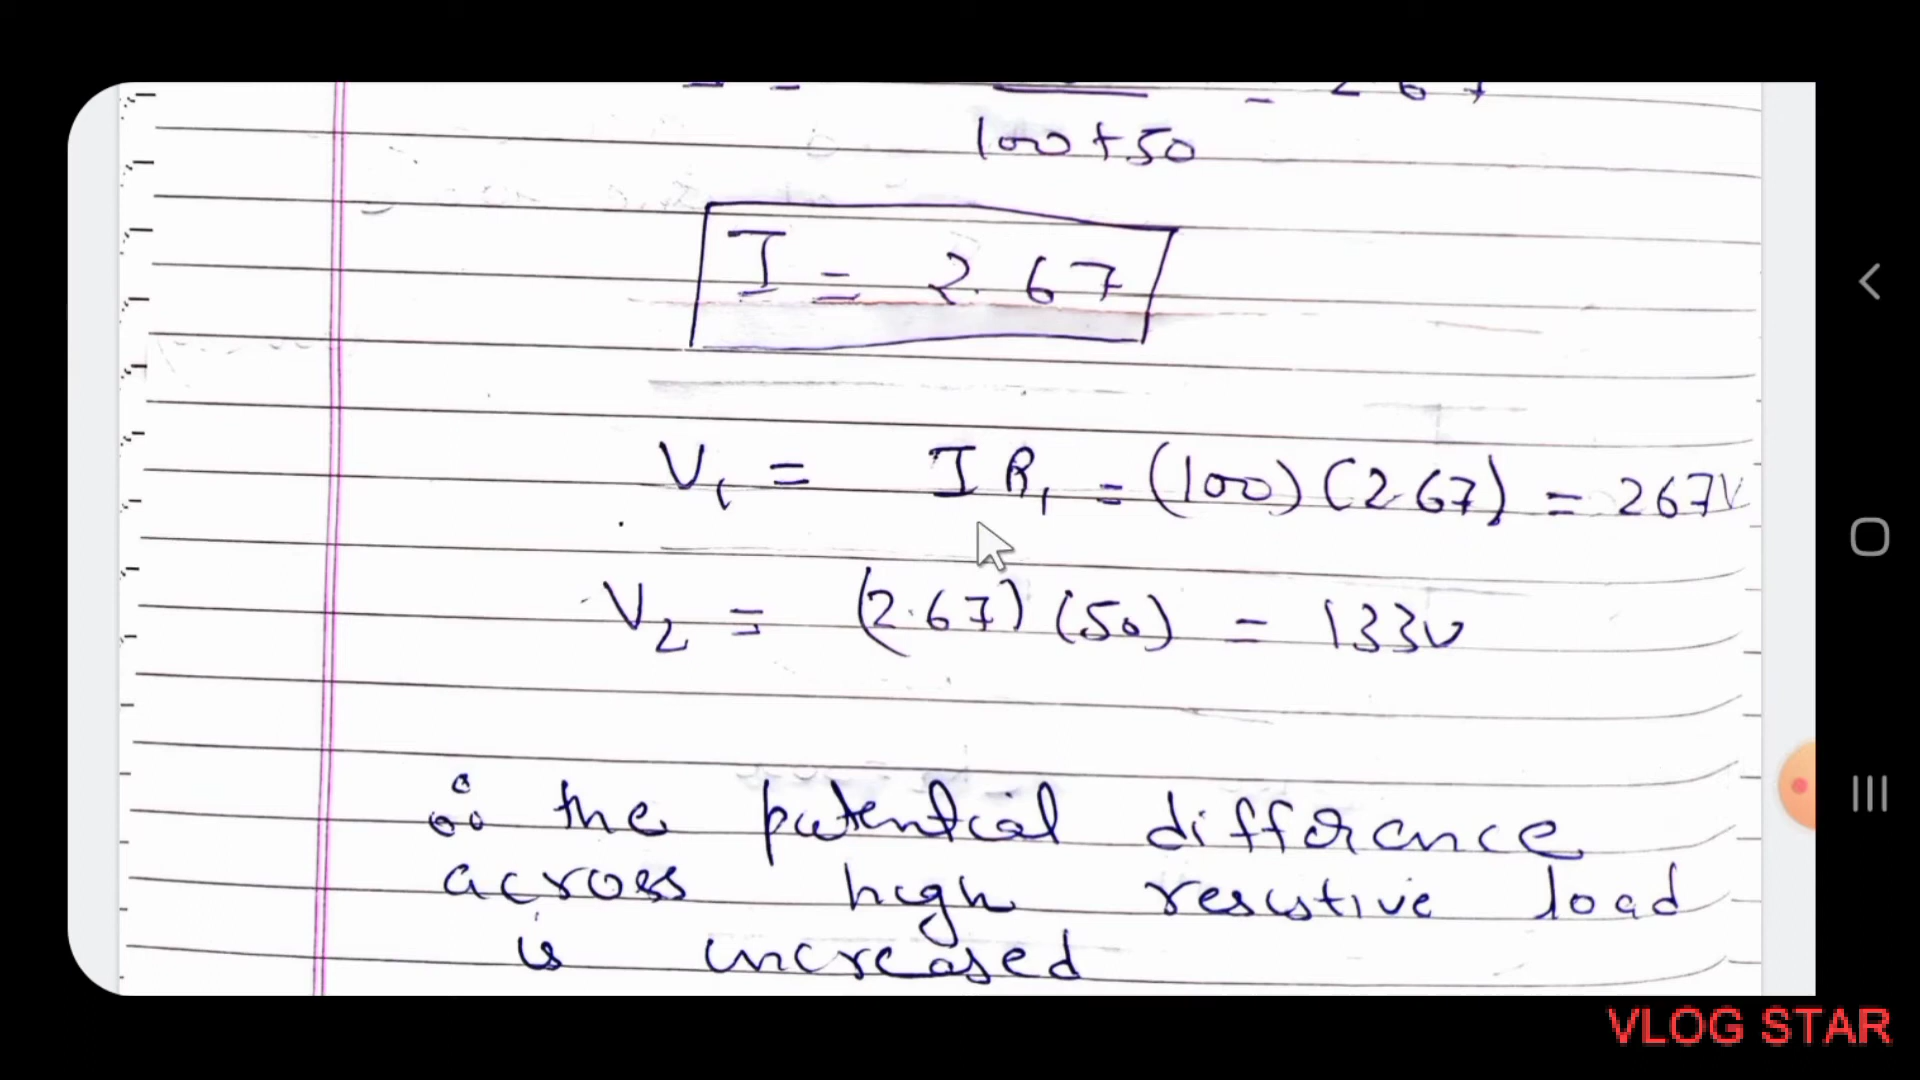 100+50
I = 2.67
V₁ = I R₁ = (100) (2.67) = 267V
V₂ = (2.67) (50) = 133V
∴ the potential difference
across high resistive load
is increased
VLOG STAR